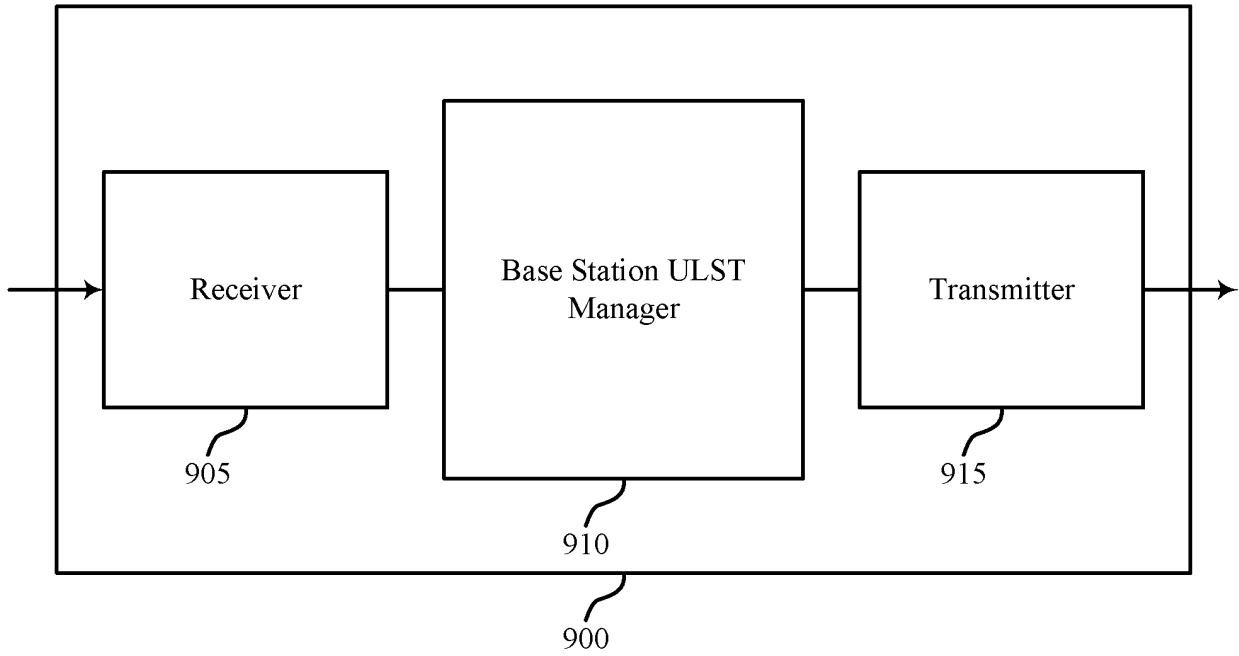 Receiver
Base Station ULST
Manager
Transmitter
905
910
915
900